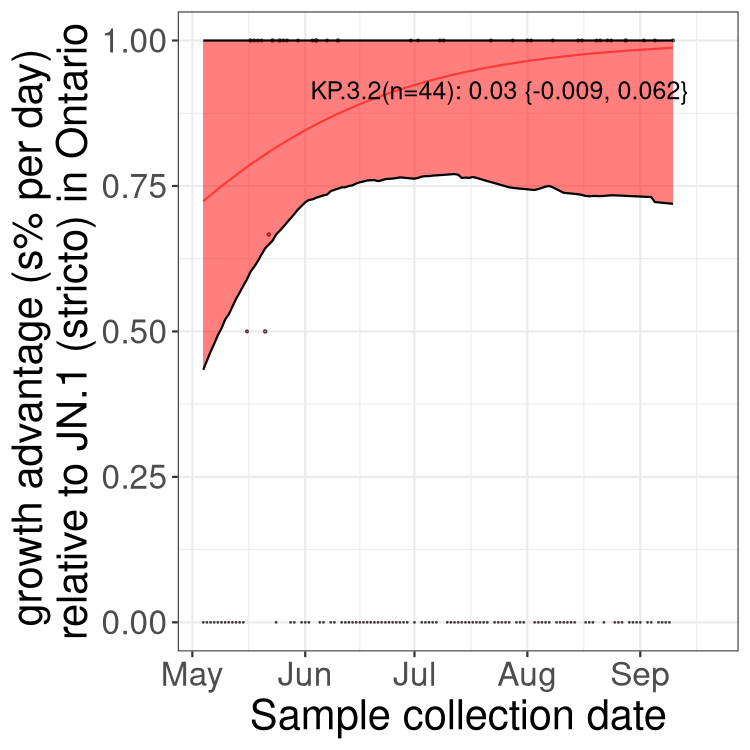 growth advantage (s% per day)
relative to JN.1 (stricto) in Ontario
1.00
0.75
0.50
0.25
0.00
KP.3.2(n=44): 0.03 {-0.009, 0.062}
May Jun Jul Aug Sep
Sample collection date